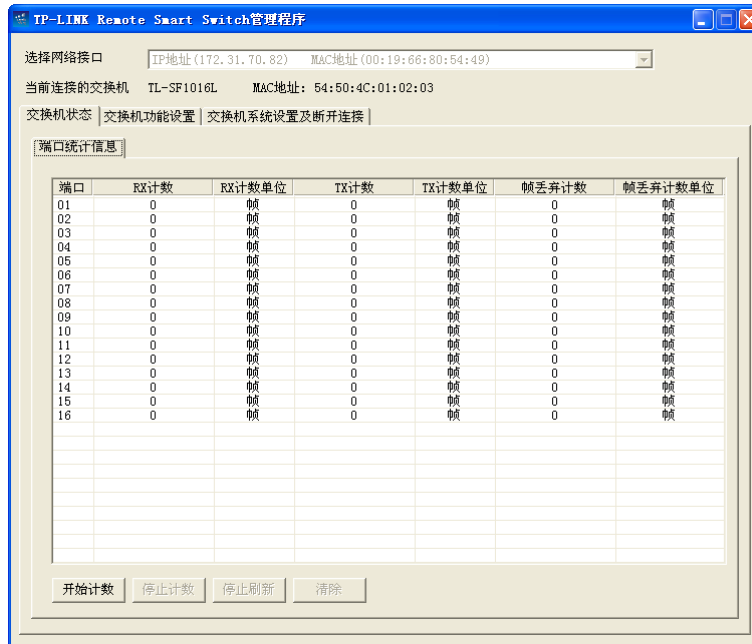 TP-LINK Remote Smart Switch管理程序
选择网络接口 IP地址(172.31.70.82) MAC地址(00:19:66:80:54:49)
当前连接的交换机 TL-SF1016L MAC地址: 54:50:4C:01:02:03
交换机状态 交换机功能设置 交换机系统设置及断开连接
端口统计信息
端口 RX计数 RX计数单位 TX计数 TX计数单位 帧丢弃计数 帧丢弃计数单位
01 0 帧 0 帧 0 帧
02 0 帧 0 帧 0 帧
03 0 帧 0 帧 0 帧
04 0 帧 0 帧 0 帧
05 0 帧 0 帧 0 帧
06 0 帧 0 帧 0 帧
07 0 帧 0 帧 0 帧
08 0 帧 0 帧 0 帧
09 0 帧 0 帧 0 帧
10 0 帧 0 帧 0 帧
11 0 帧 0 帧 0 帧
12 0 帧 0 帧 0 帧
13 0 帧 0 帧 0 帧
14 0 帧 0 帧 0 帧
15 0 帧 0 帧 0 帧
16 0 帧 0 帧 0 帧
开始计数 停止计数 停止刷新 清除